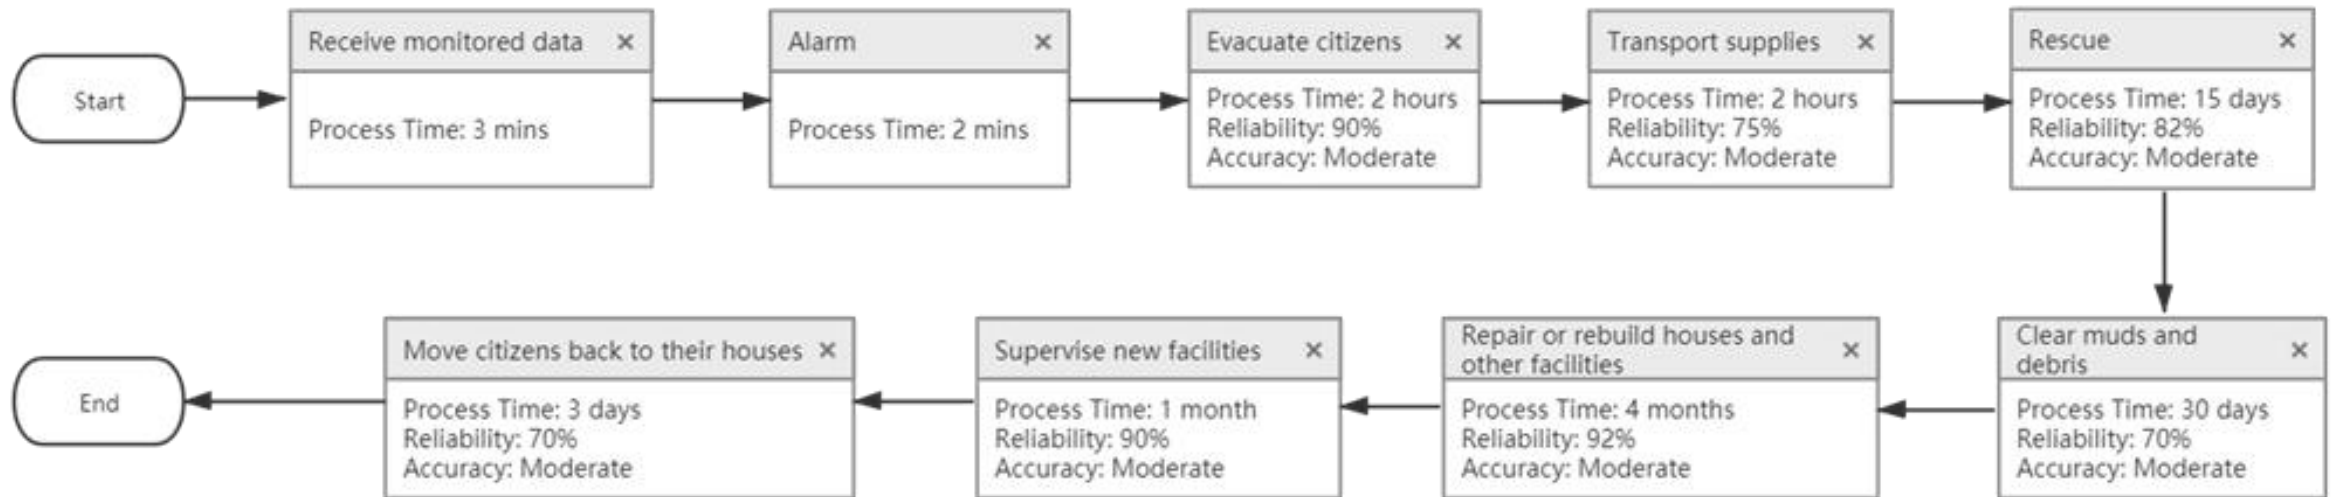 Start
Receive monitored data ×
Process Time: 3 mins
Alarm ×
Process Time: 2 mins
Evacuate citizens ×
Process Time: 2 hours
Reliability: 90%
Accuracy: Moderate
Transport supplies ×
Process Time: 2 hours
Reliability: 75%
Accuracy: Moderate
Rescue ×
Process Time: 15 days
Reliability: 82%
Accuracy: Moderate
Clear muds and
debris ×
Process Time: 30 days
Reliability: 70%
Accuracy: Moderate
Repair or rebuild houses and
other facilities ×
Process Time: 4 months
Reliability: 92%
Accuracy: Moderate
Supervise new facilities ×
Process Time: 1 month
Reliability: 90%
Accuracy: Moderate
Move citizens back to their houses ×
Process Time: 3 days
Reliability: 70%
Accuracy: Moderate
End